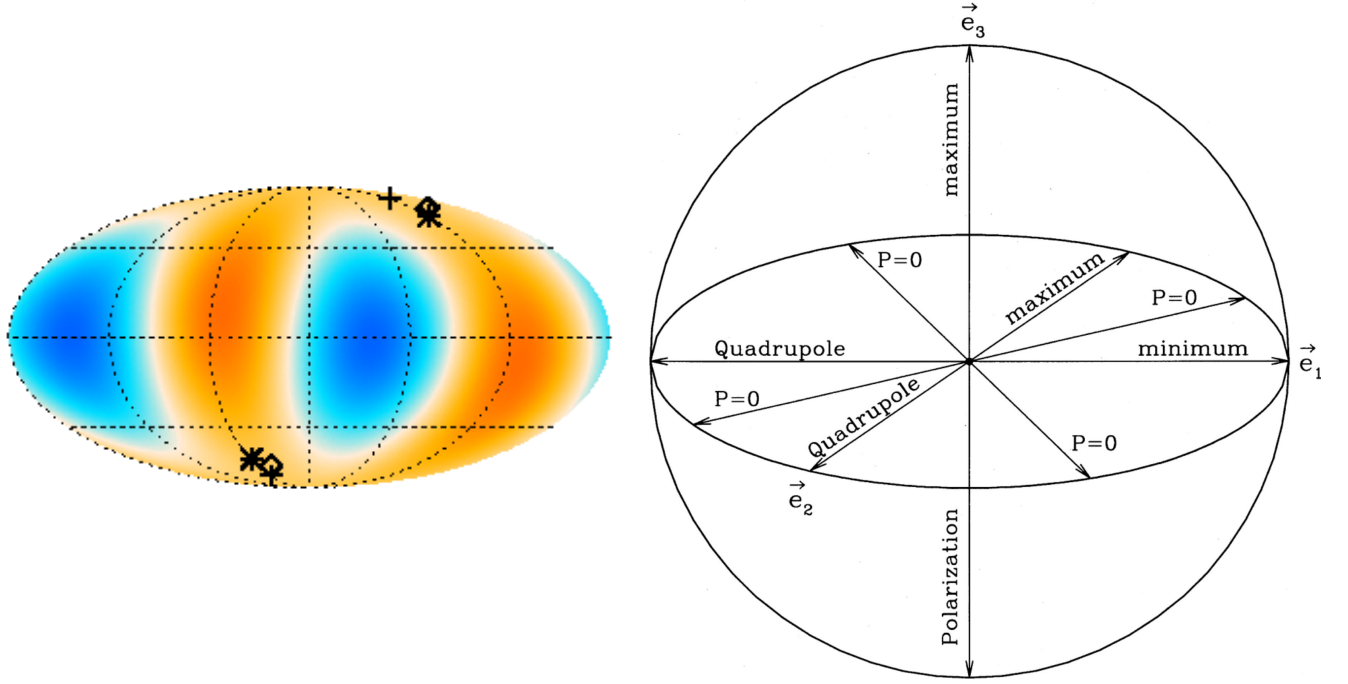 e₃
maximum
P=0
maximum
P=0
Quadrupole
minimum
e₁
P=0
Quadrupole
P=0
e₂
Polarization